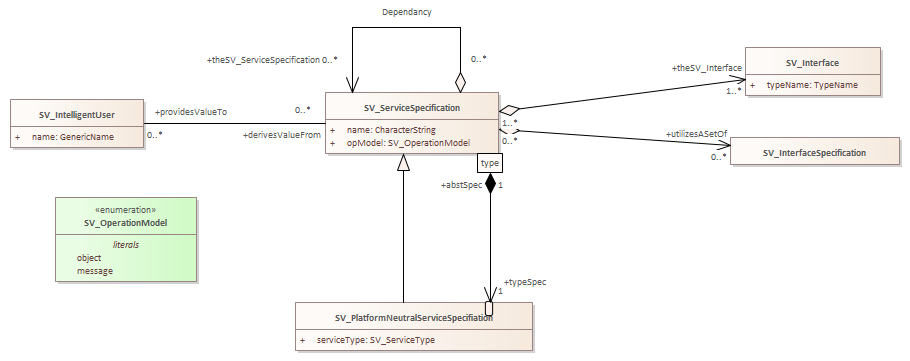 Dependancy
+theSV_ServiceSpecification 0..*
0..*
+theSV_Interface
1..*
SV_Interface
+ typeName: TypeName
SV_IntelligentUser
+ name: GenericName
+providesValueTo
0..*
0..*
+derivesValueFrom
SV_ServiceSpecification
+ name: CharacterString
+ opModel: SV_OperationModel
1..*
0..*
+utilizesASetOf
0..*
SV_InterfaceSpecification
type
+abstSpec 1
«enumeration»
SV_OperationModel
literals
object
message
+typeSpec
1
SV_PlatformNeutralServiceSpecifiation
+ serviceType: SV_ServiceType